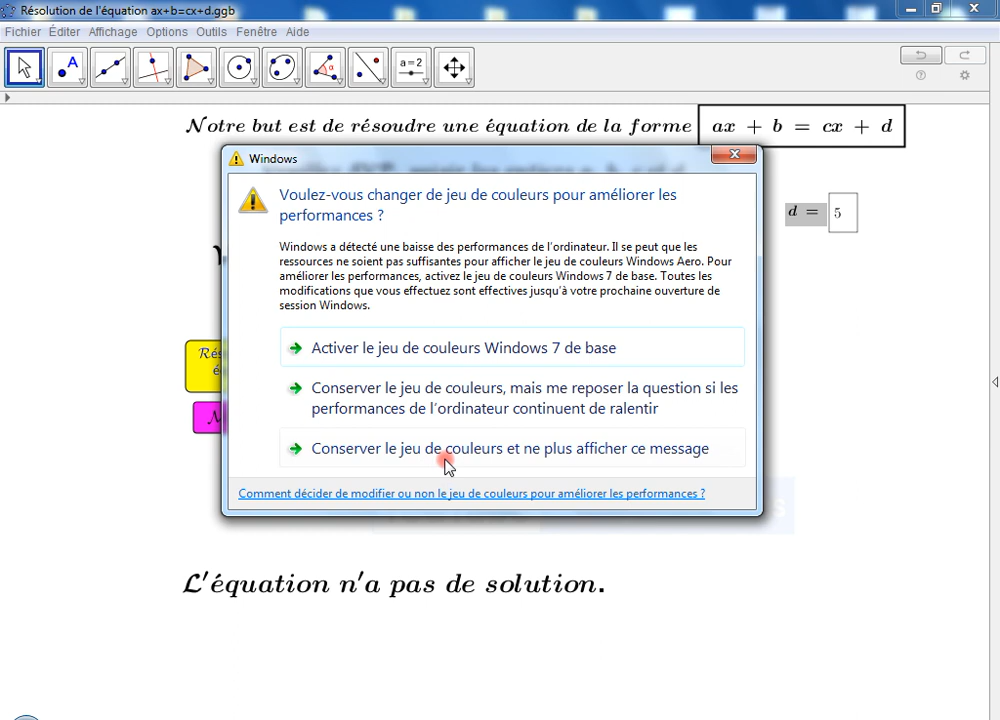 Résolution de l'équation ax+b=cx+d.ggb
Fichier Éditer Affichage Options Outils Fenêtre Aide
A
α
a=2
Notre but est de résoudre une équation de la forme ax + b = cx + d
Windows
Voulez-vous changer de jeu de couleurs pour améliorer les
performances ?
d = 5
Windows a détecté une baisse des performances de l'ordinateur. Il se peut que les
ressources ne soient pas suffisantes pour afficher le jeu de couleurs Windows Aero. Pour
améliorer les performances, activez le jeu de couleurs Windows 7 de base. Toutes les
modifications que vous effectuez sont effectives jusqu'à votre prochaine ouverture de
session Windows.
Activer le jeu de couleurs Windows 7 de base
Conserver le jeu de couleurs, mais me reposer la question si les
performances de l'ordinateur continuent de ralentir
Conserver le jeu de couleurs et ne plus afficher ce message
Comment décider de modifier ou non le jeu de couleurs pour améliorer les performances ?
L'équation n'a pas de solution.